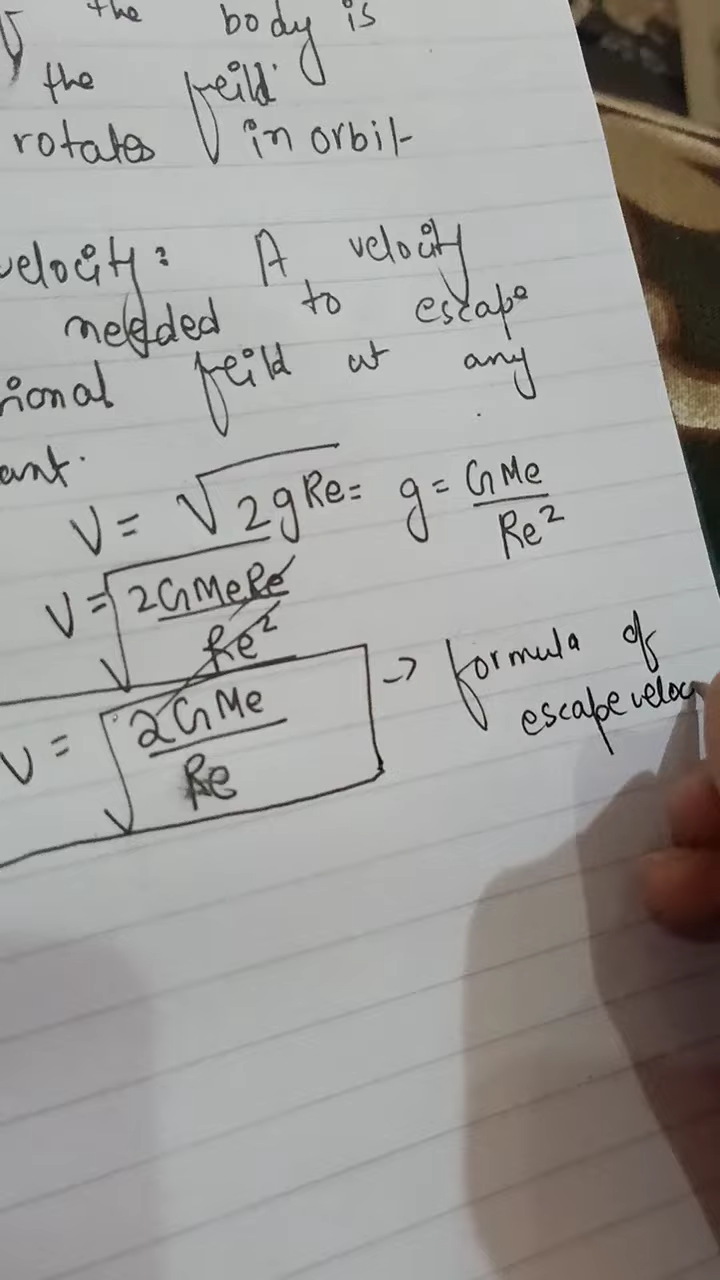 the body is
the feild
rotates in orbit
velocity: A velocity
needed to escape
ional feild at any
ant.
V = √2gRe = g = GMe/Re²
V = √2GMeRe/Re²
V = √2GMe/Re → formula of
escape veloc